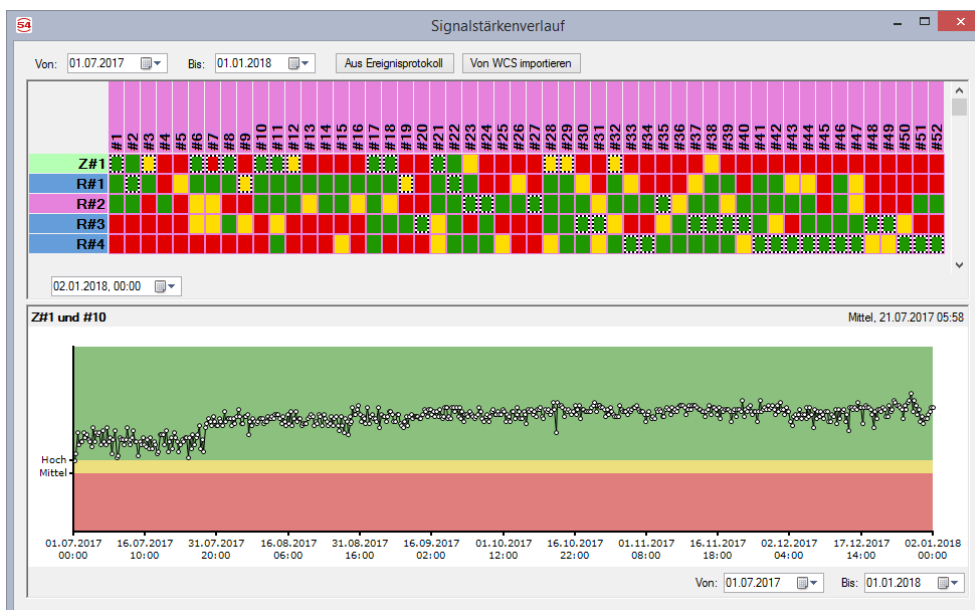 S4
Signalstärkenverlauf
Von: 01.07.2017 Bis: 01.01.2018 Aus Ereignisprotokoll Von WCS importieren
#1 #2 #3 #4 #5 #6 #7 #8 #9 #10 #11 #12 #13 #14 #15 #16 #17 #18 #19 #20 #21 #22 #23 #24 #25 #26 #27 #28 #29 #30 #31 #32 #33 #34 #35 #36 #37 #38 #39 #40 #41 #42 #43 #44 #45 #46 #47 #48 #49 #50 #51 #52
Z#1
R#1
R#2
R#3
R#4
02.01.2018, 00:00
Z#1 und #10 Mittel, 21.07.2017 05:58
Hoch
Mittel
01.07.2017 16.07.2017 31.07.2017 16.08.2017 31.08.2017 16.09.2017 01.10.2017 16.10.2017 01.11.2017 16.11.2017 02.12.2017 17.12.2017 02.01.2018
00:00 10:00 20:00 06:00 16:00 02:00 12:00 22:00 08:00 18:00 04:00 14:00 00:00
Von: 01.07.2017 Bis: 01.01.2018